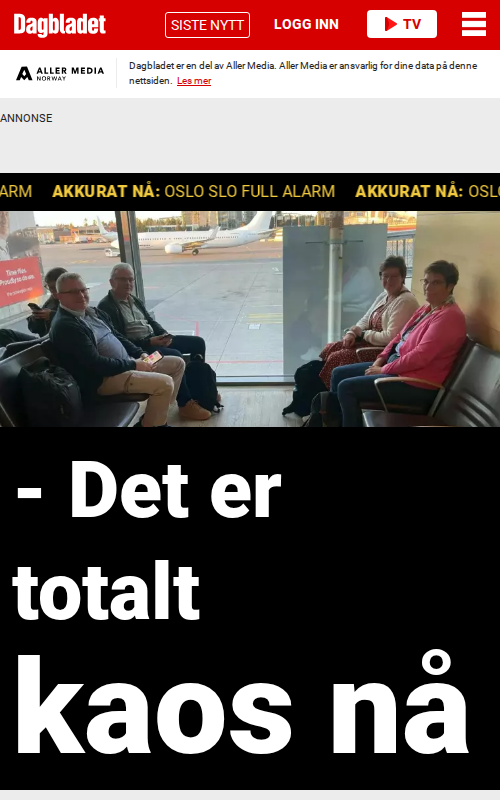 Dagbladet
SISTE NYTT
LOGG INN
TV
ALLER MEDIA
NORWAY
Dagbladet er en del av Aller Media. Aller Media er ansvarlig for dine data på denne
nettsiden. Les mer
ANNONSE
ARM AKKURAT NÅ: OSLO SLO FULL ALARM AKKURAT NÅ: OSLO
Time flies.
- Det er
totalt
kaos nå